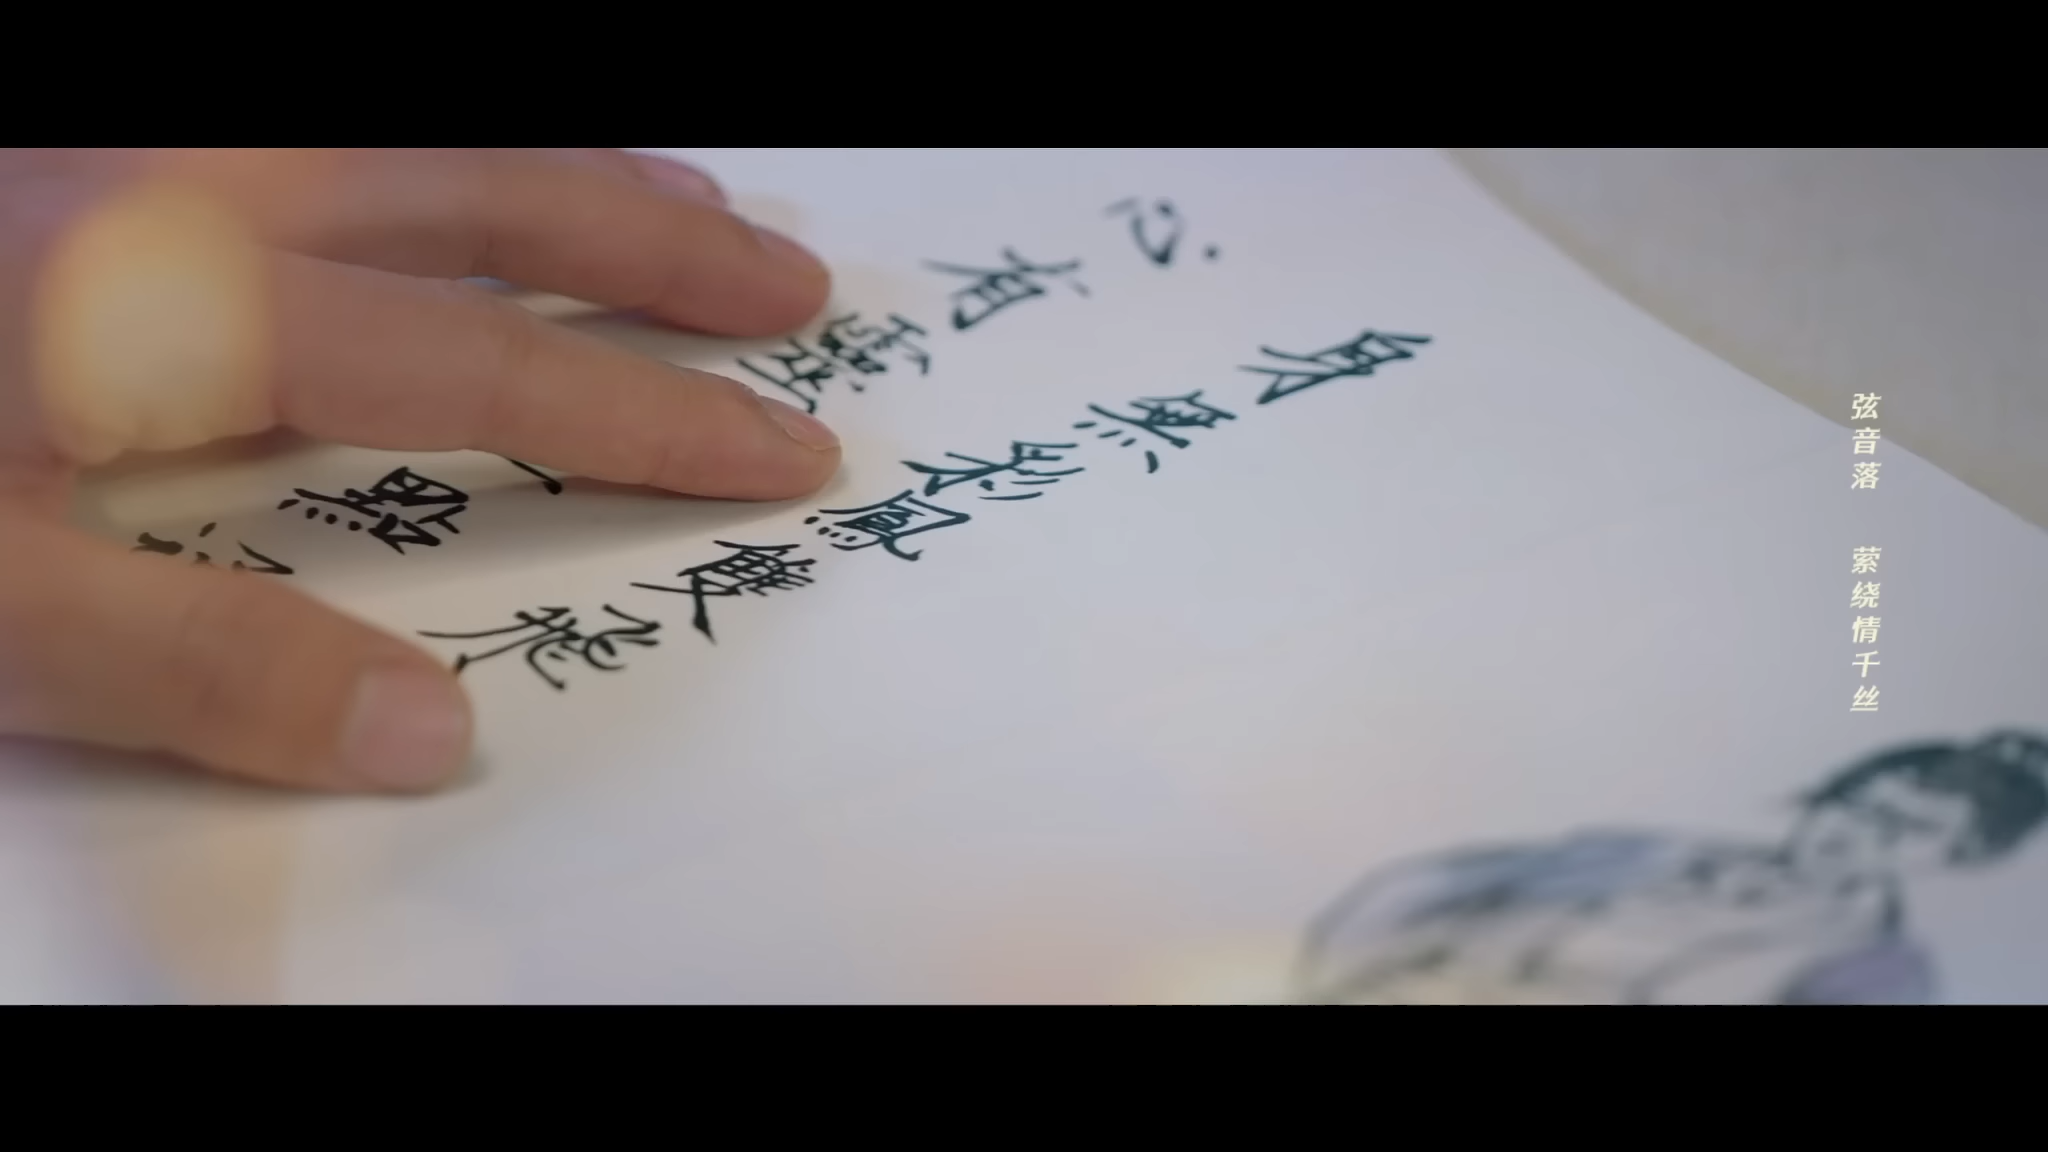 身無彩鳳雙飛
心有靈點
弦音落 萦绕情千丝